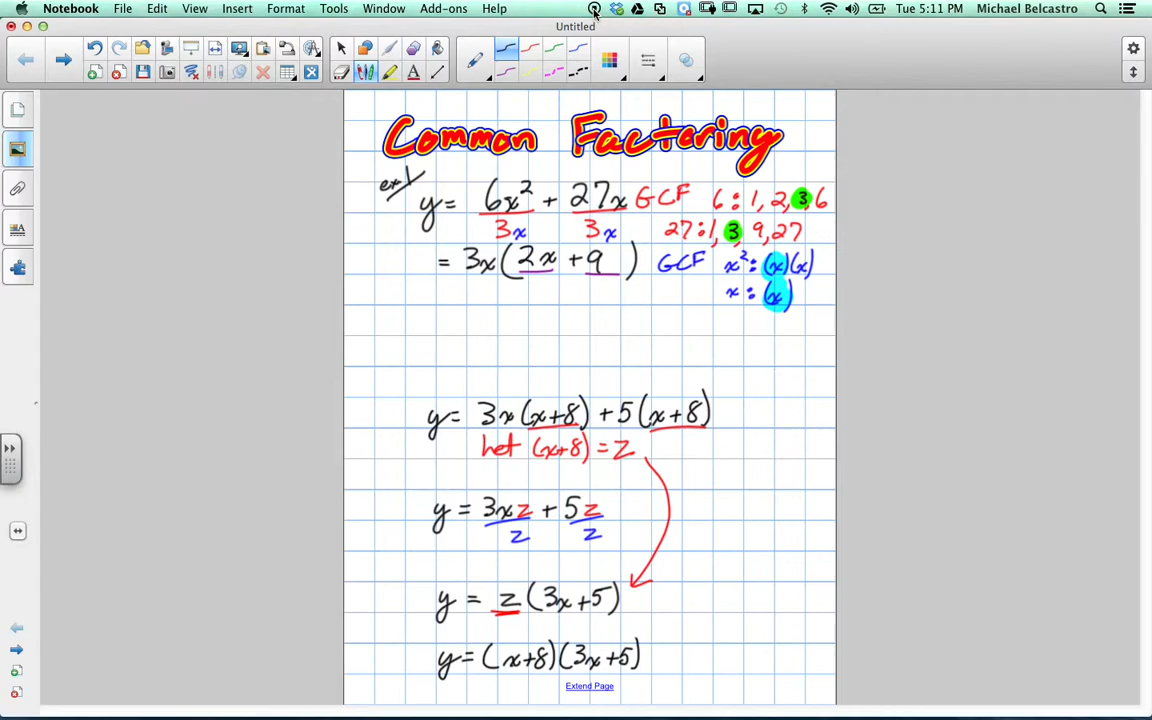 Notebook File Edit View Insert Format Tools Window Add-ons Help Tue 5:11 PM Michael Belcastro
Untitled
Common Factoring
ex 1
y = 6x² + 27x GCF 6 : 1, 2, 3, 6
3x 3x 27 : 1, 3, 9, 27
= 3x(2x + 9 ) GCF x² : (x)(x)
x : (x)
y = 3x(x+8) + 5(x+8)
let (x+8) = z
y = 3xz + 5z
z z
y = z(3x+5)
y = (x+8)(3x+5)
Extend Page